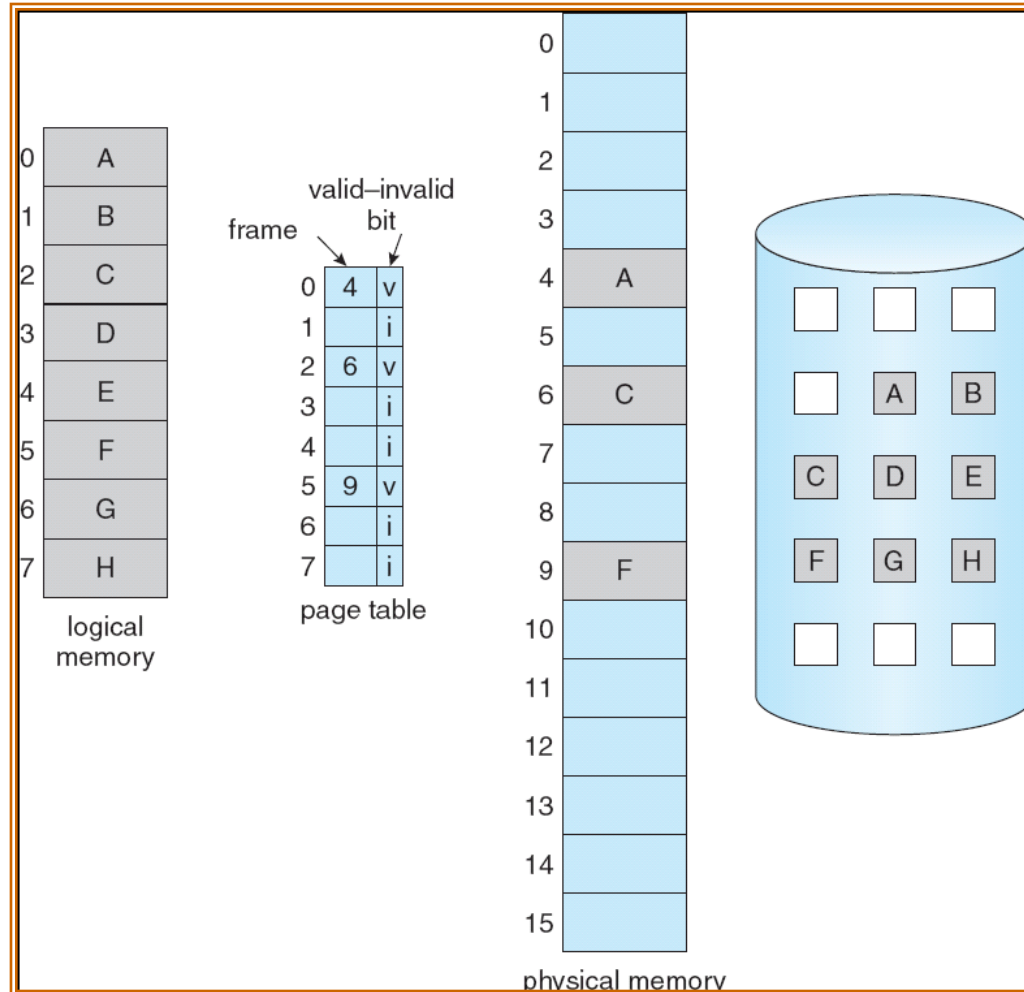 0 A
1 B
2 C
3 D
4 E
5 F
6 G
7 H
logical
memory
valid–invalid
bit
frame
0 4 v
1 i
2 6 v
3 i
4 i
5 9 v
6 i
7 i
page table
0
1
2
3
4 A
5
6 C
7
8
9 F
10
11
12
13
14
15
physical memory
A B
C D E
F G H